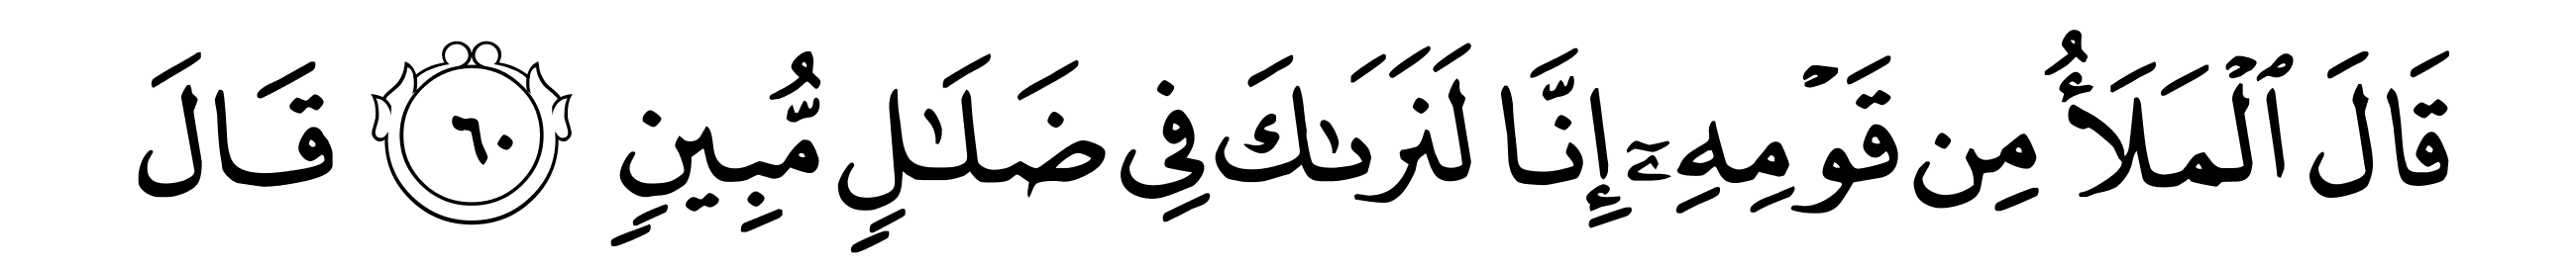 قَالَ ٱلْمَلَأُ مِن قَوْمِهِۦٓ إِنَّا لَنَرَىٰكَ فِى ضَلَٰلٍ مُّبِينٍ ٦٠ قَالَ